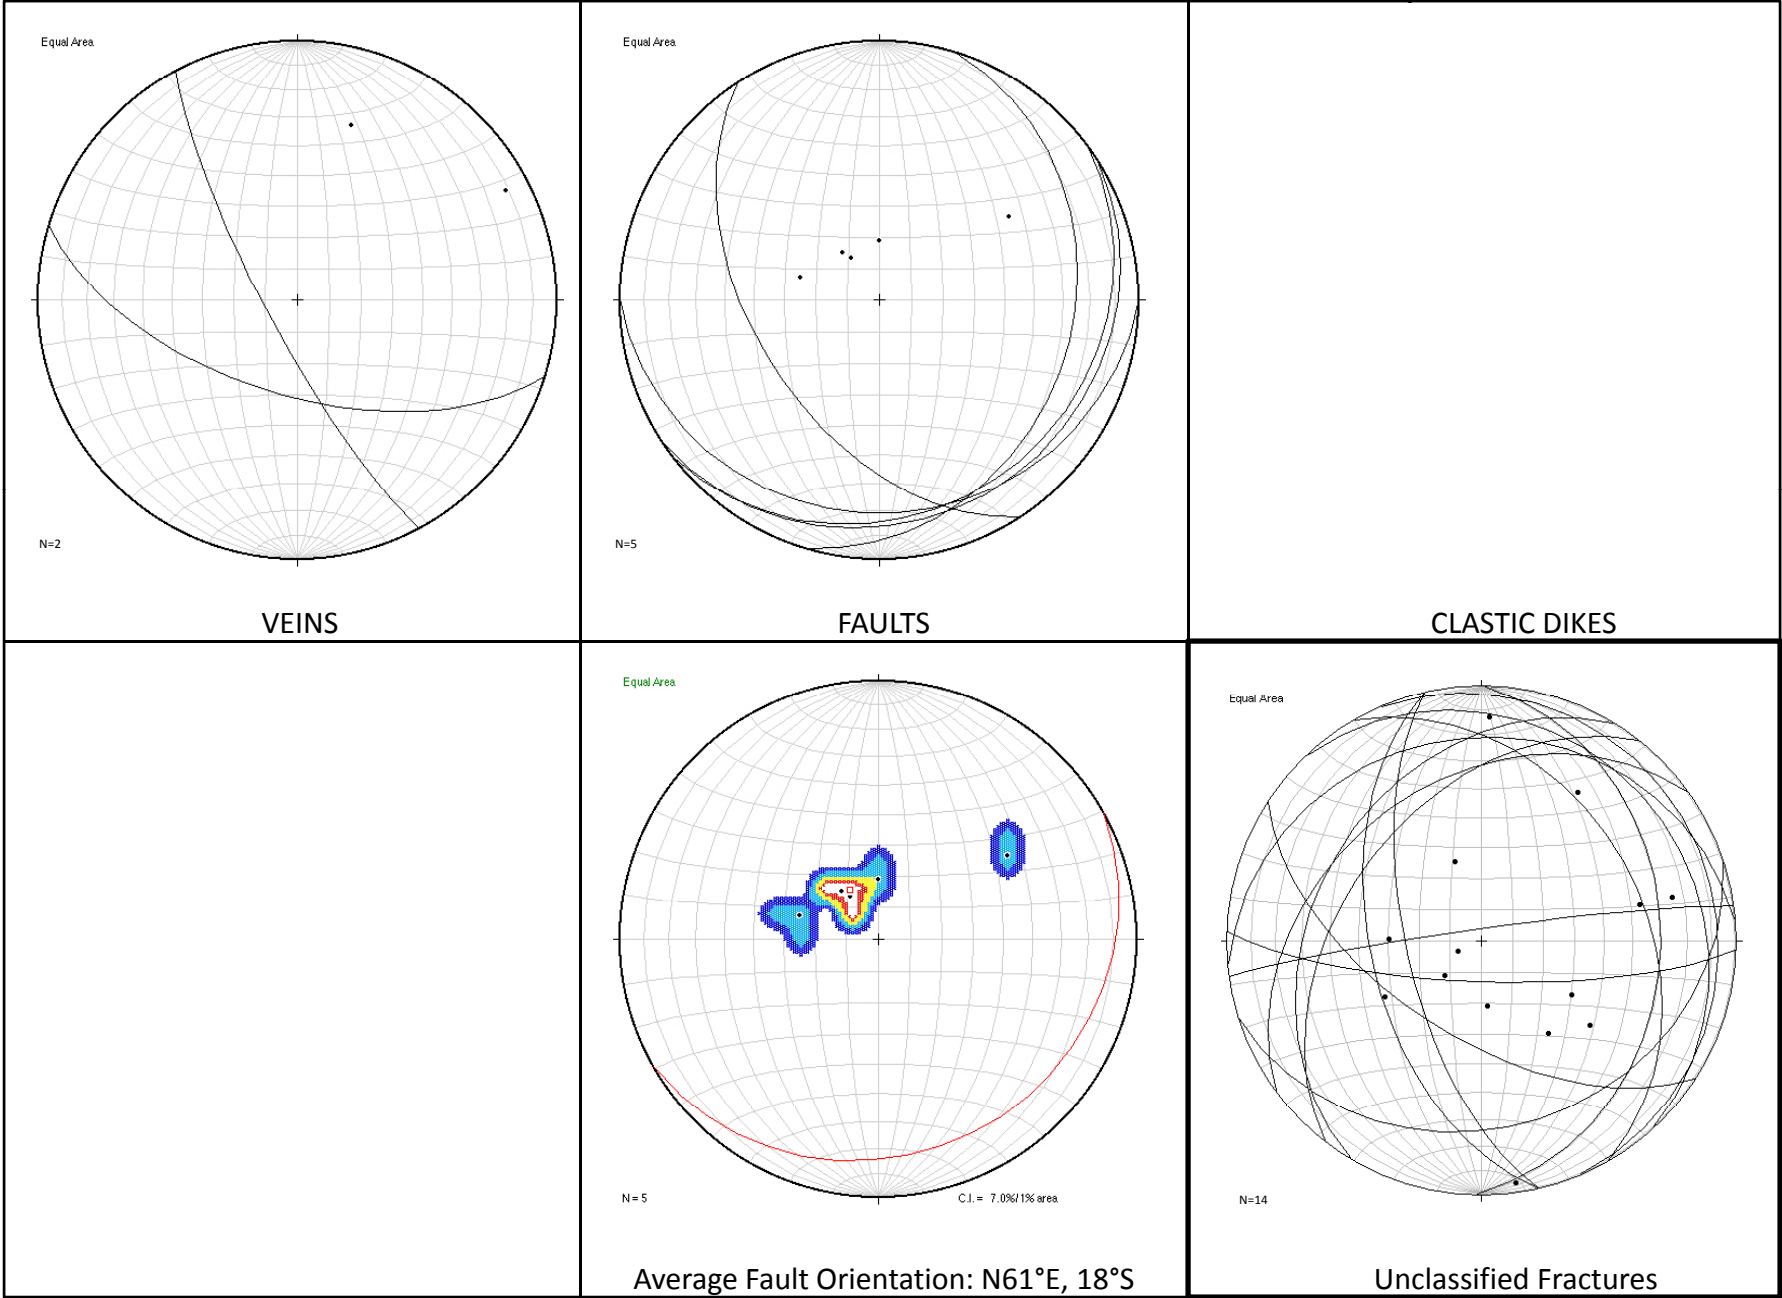 Equal Area
N=2
VEINS
Equal Area
N=5
FAULTS
CLASTIC DIKES
Equal Area
N = 5
C.I. = 7.0%/1% area
Average Fault Orientation: N61°E, 18°S
Equal Area
N=14
Unclassified Fractures